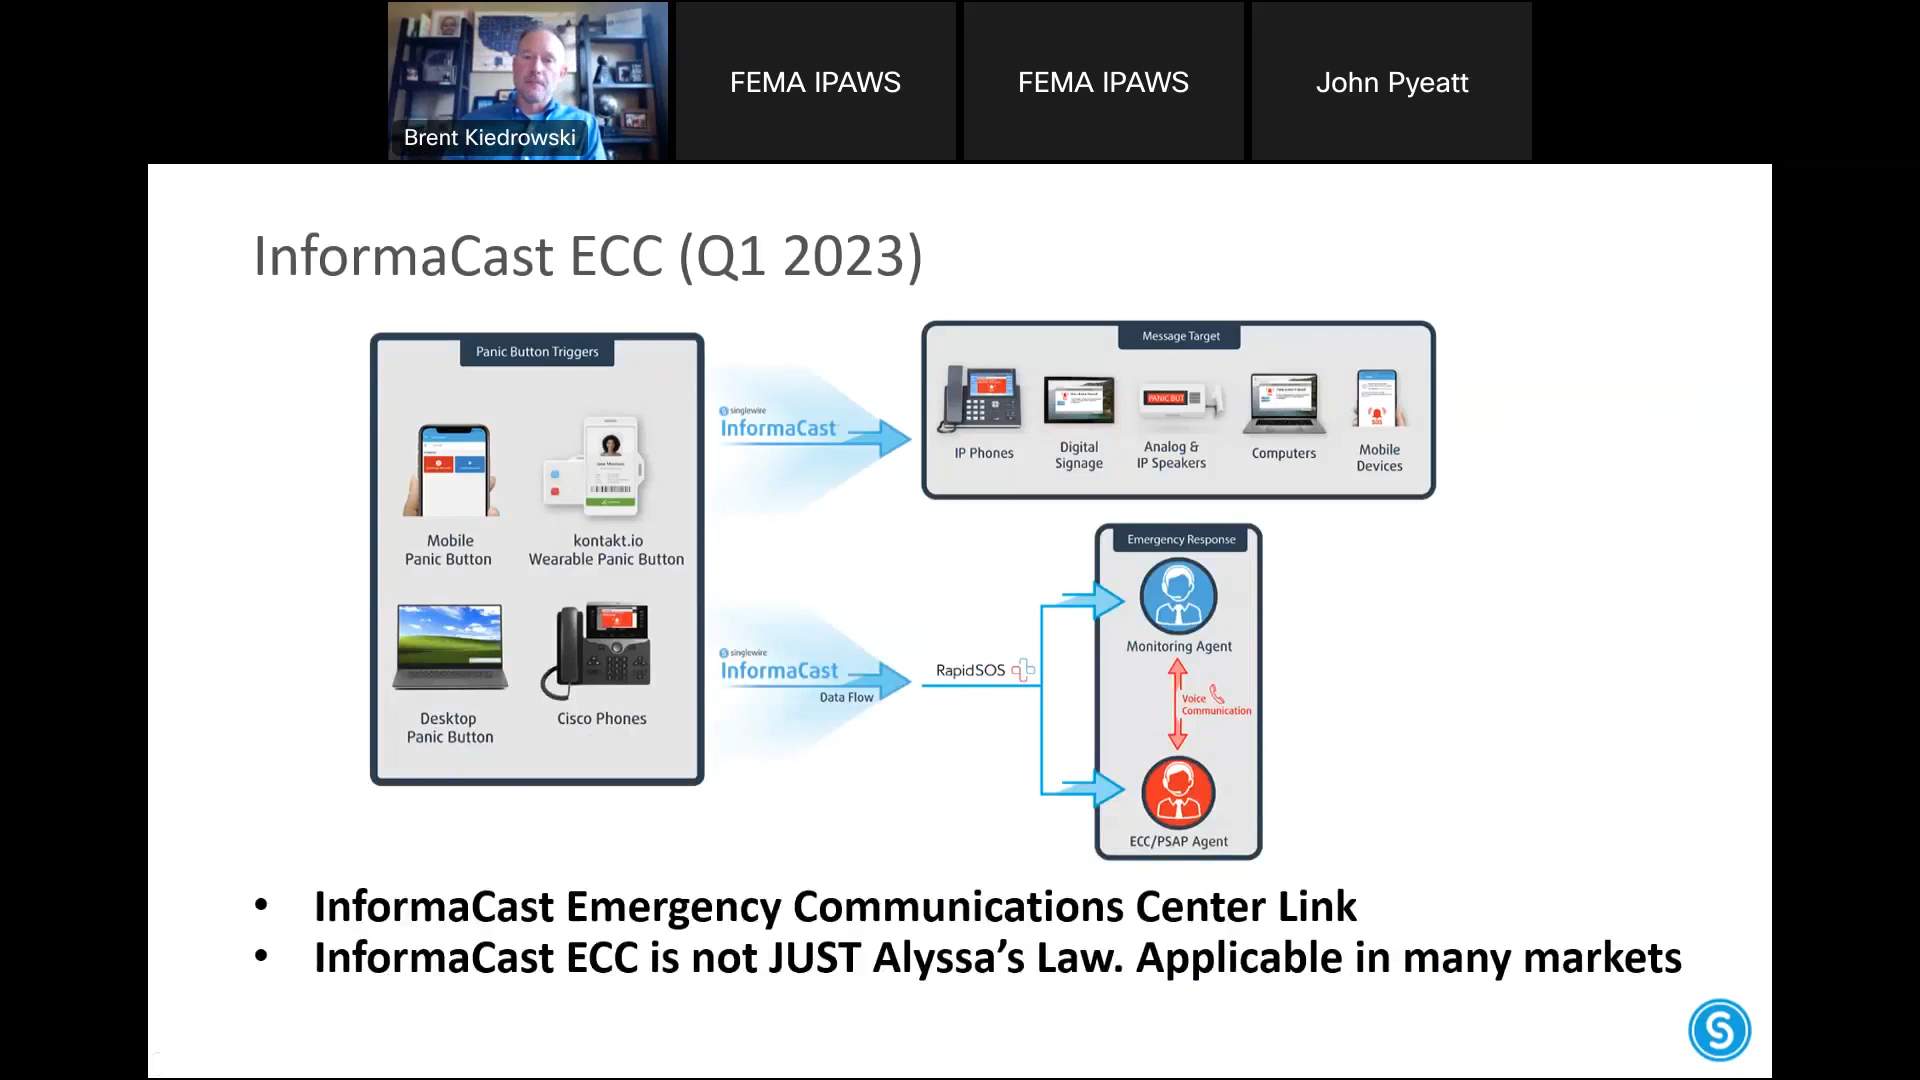 Brent Kiedrowski
FEMA IPAWS
FEMA IPAWS
John Pyeatt
InformaCast ECC (Q1 2023)
Panic Button Triggers
Mobile
Panic Button
kontakt.io
Wearable Panic Button
Desktop
Panic Button
Cisco Phones
singlewire
InformaCast
Message Target
PANIC BUT
SOS
IP Phones
Digital
Signage
Analog &
IP Speakers
Computers
Mobile
Devices
singlewire
InformaCast
Data Flow
RapidSOS
Emergency Response
Monitoring Agent
Voice
Communication
ECC/PSAP Agent
• InformaCast Emergency Communications Center Link
• InformaCast ECC is not JUST Alyssa’s Law. Applicable in many markets
S